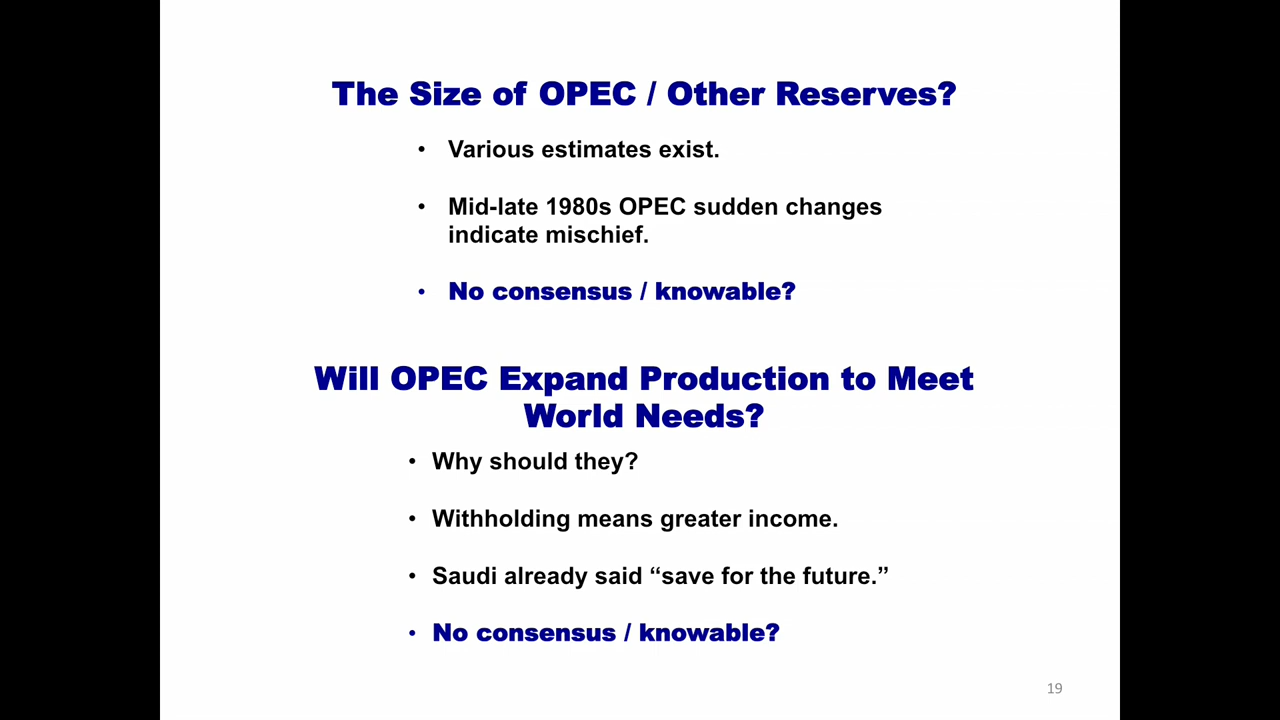 The Size of OPEC / Other Reserves?
• Various estimates exist.
• Mid-late 1980s OPEC sudden changes
indicate mischief.
• No consensus / knowable?
Will OPEC Expand Production to Meet
World Needs?
• Why should they?
• Withholding means greater income.
• Saudi already said “save for the future.”
• No consensus / knowable?
19